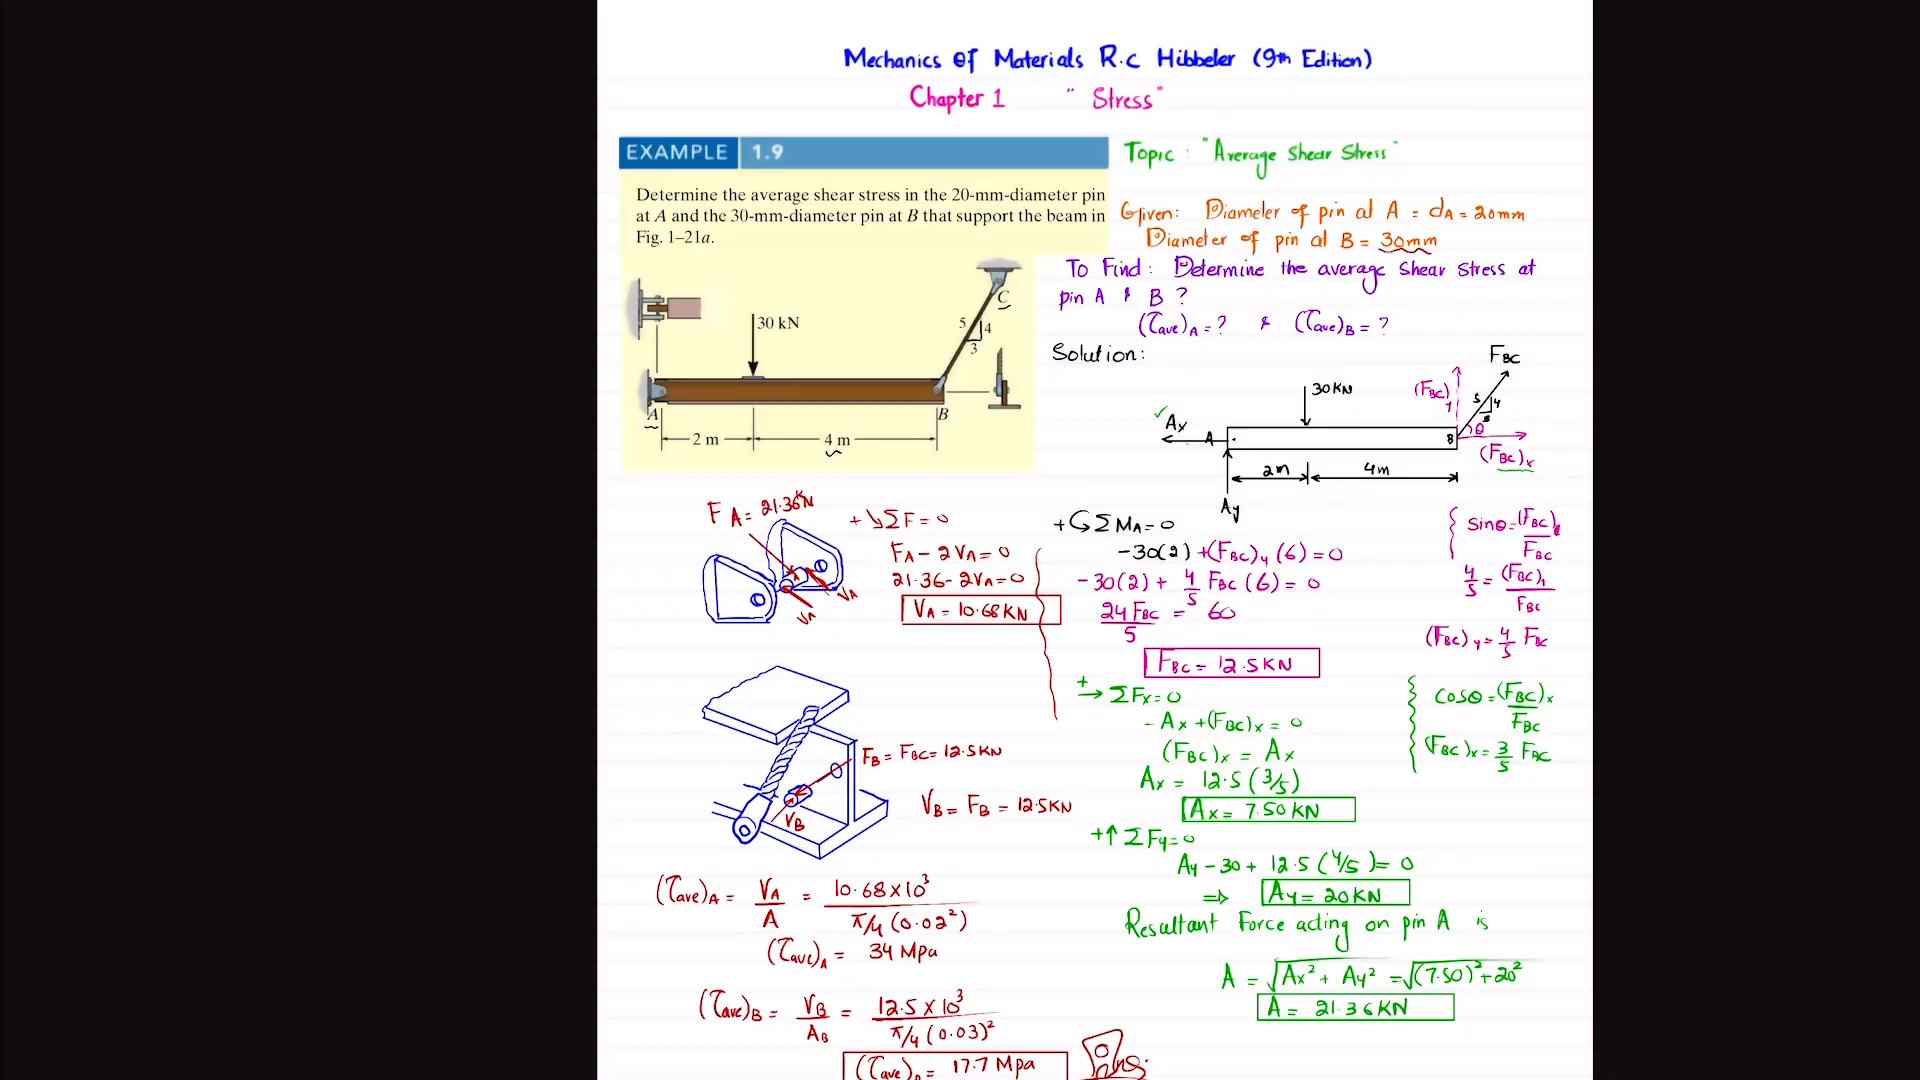 Mechanics Of Materials R.C Hibbeler (9th Edition)
Chapter 1 "Stress"
EXAMPLE 1.9
Topic : "Average Shear Stress"
Determine the average shear stress in the 20-mm-diameter pin
at A and the 30-mm-diameter pin at B that support the beam in
Fig. 1–21a.
Given: Diameter of pin at A = dA = 20mm
Diameter of pin at B = 30mm
To Find: Determine the average shear stress at
pin A & B ?
(τave)A = ? & (τave)B = ?
Solution:
30 kN
C
5
4
3
A
B
2 m
4 m
FBC
30KN
(FBC)y
5
4
3
Ax
A
B
θ
(FBC)x
2m
4m
Ay
FA = 21.36KN
VA
VA
+↘ΣF = 0
FA - 2VA = 0
21.36 - 2VA = 0
VA = 10.68KN
+↺ΣMA = 0
-30(2) + (FBC)y (6) = 0
-30(2) + 4/5 FBC (6) = 0
24FBC/5 = 60
FBC = 12.5KN
Sinθ = (FBC)y/FBC
4/5 = (FBC)y/FBC
(FBC)y = 4/5 FBC
+→ ΣFx = 0
-Ax + (FBC)x = 0
(FBC)x = Ax
Ax = 12.5 (3/5)
Ax = 7.50KN
Cosθ = (FBC)x/FBC
(FBC)x = 3/5 FBC
FB = FBC = 12.5KN
VB = FB = 12.5KN
VB
+↑ΣFy = 0
Ay - 30 + 12.5 (4/5) = 0
⇒ Ay = 20KN
Resultant Force acting on pin A is
A = √Ax² + Ay² = √(7.50)² + 20²
A = 21.36KN
(τave)A = VA/A = 10.68x10³/π/4 (0.02²)
(τave)A = 34 Mpa
(τave)B = VB/AB = 12.5 x 10³/π/4 (0.03)²
17.7 Mpa